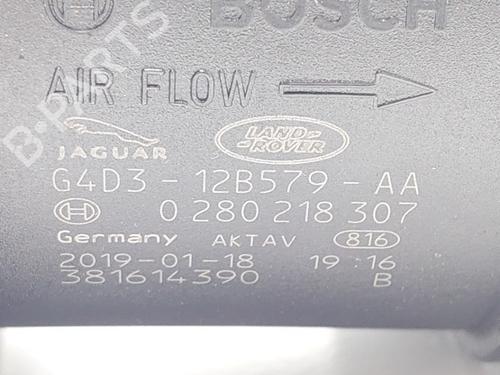 BOSCH
AIR FLOW
JAGUAR
LAND-
-ROVER
G4D3-12B579-AA
0 280 218 307
Germany AKTAV 816
2019-01-18 19:16
381614390 B
B-PARTS